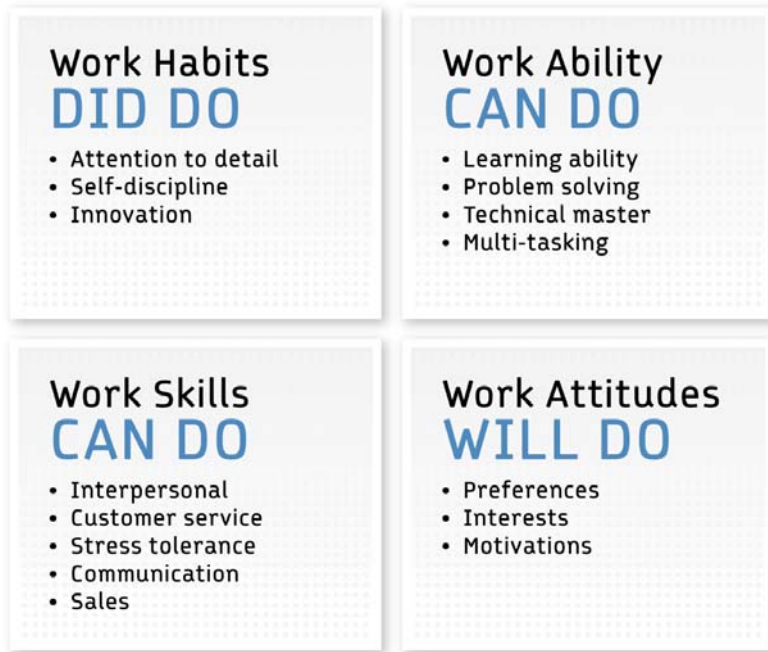 Work Habits
DID DO
• Attention to detail
• Self-discipline
• Innovation
Work Ability
CAN DO
• Learning ability
• Problem solving
• Technical master
• Multi-tasking
Work Skills
CAN DO
• Interpersonal
• Customer service
• Stress tolerance
• Communication
• Sales
Work Attitudes
WILL DO
• Preferences
• Interests
• Motivations